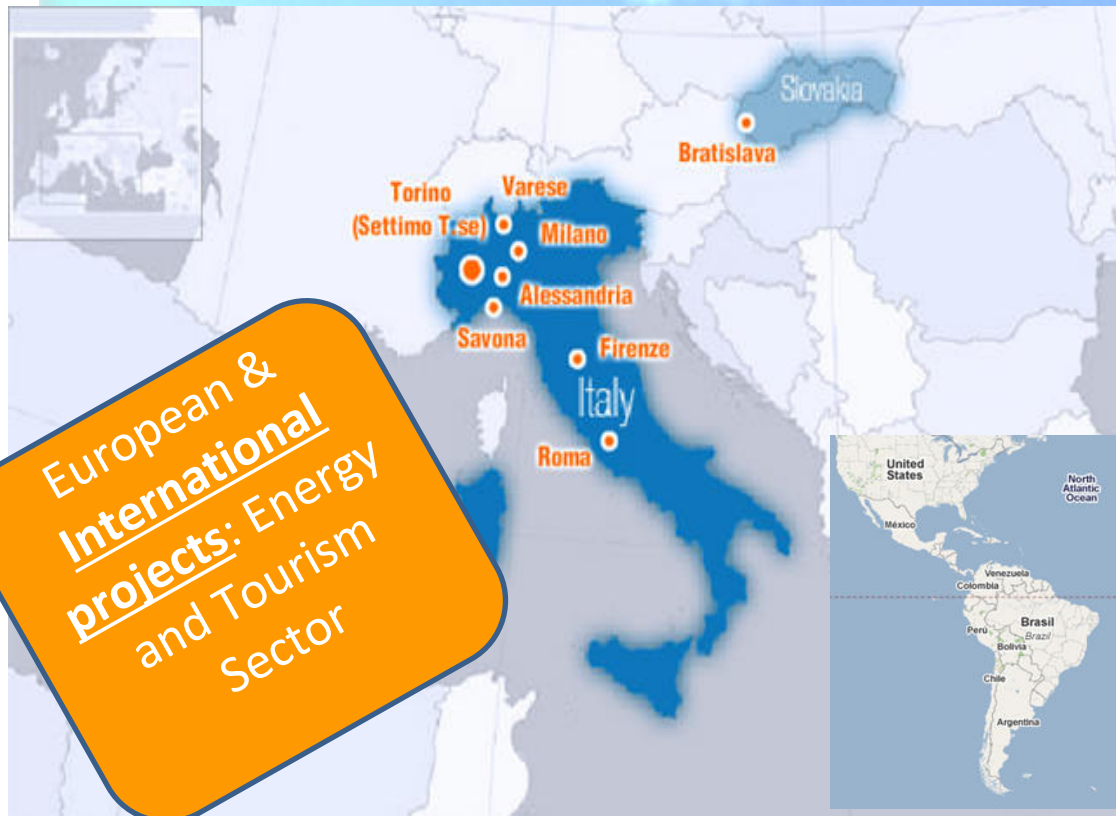 Slovakia
Bratislava
Torino
(Settimo T.se)
Varese
Milano
Alessandria
Savona
Firenze
Italy
Roma
European &
International
projects: Energy
and Tourism
Sector
United
States
North
Atlantic
Ocean
México
Venezuela
Colombia
Brasil
Brazil
Perú
Bolivia
Chile
Argentina